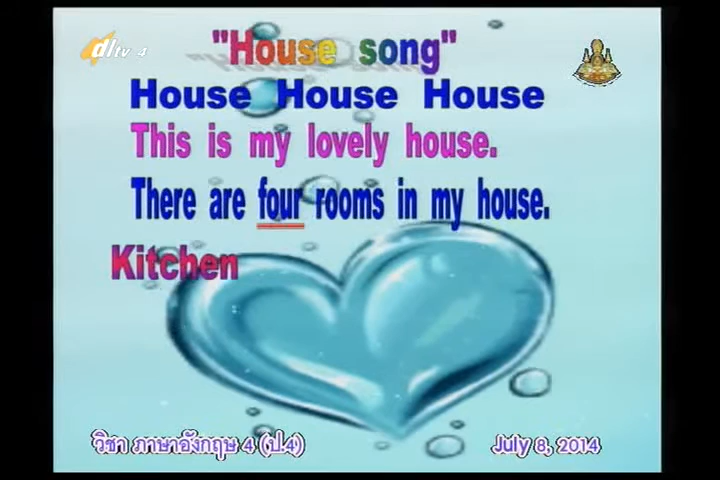 dltv 4
"House song"
House House House
This is my lovely house.
There are four rooms in my house.
Kitchen
วิชา ภาษาอังกฤษ 4 (ป.4)
July 8, 2014